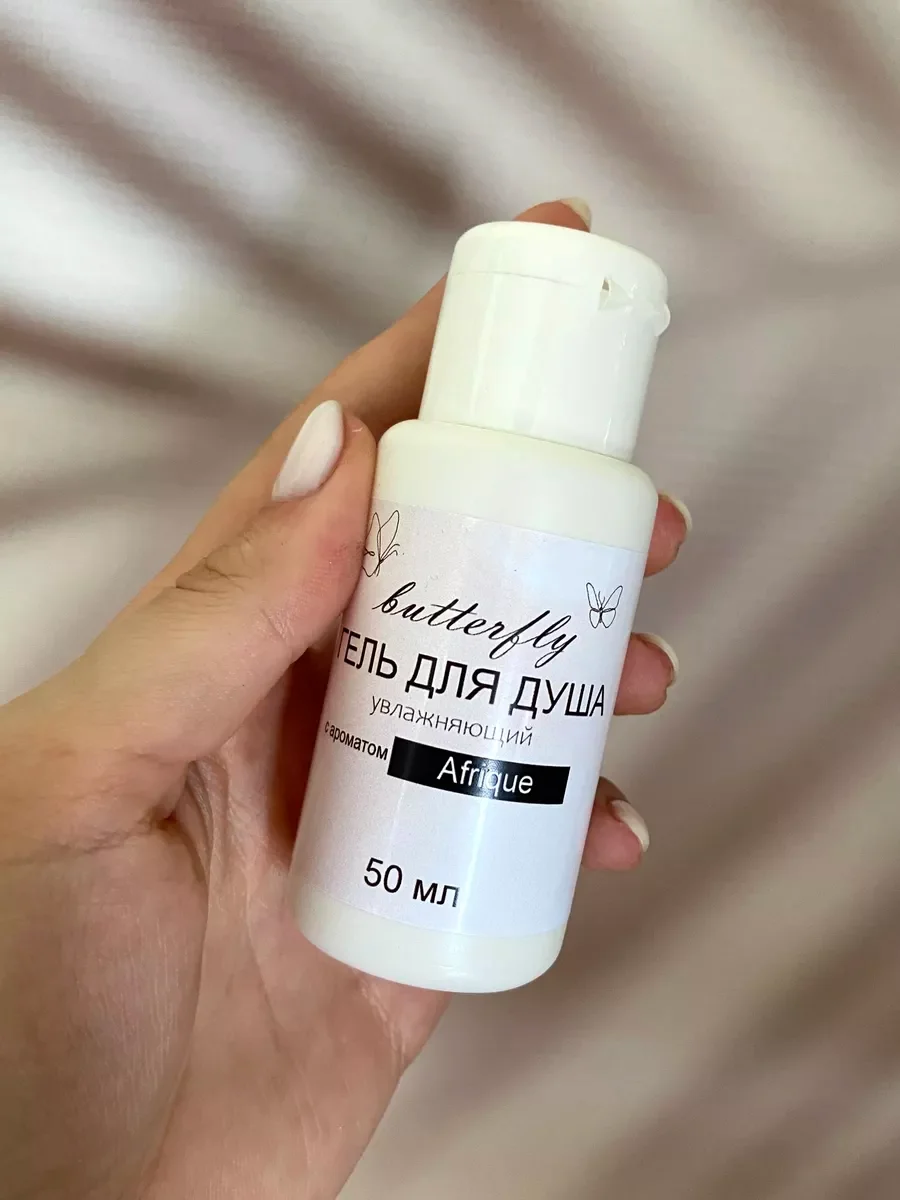 butterfly
ГЕЛЬ ДЛЯ ДУША
увлажняющий
с ароматом Afrique
50 мл